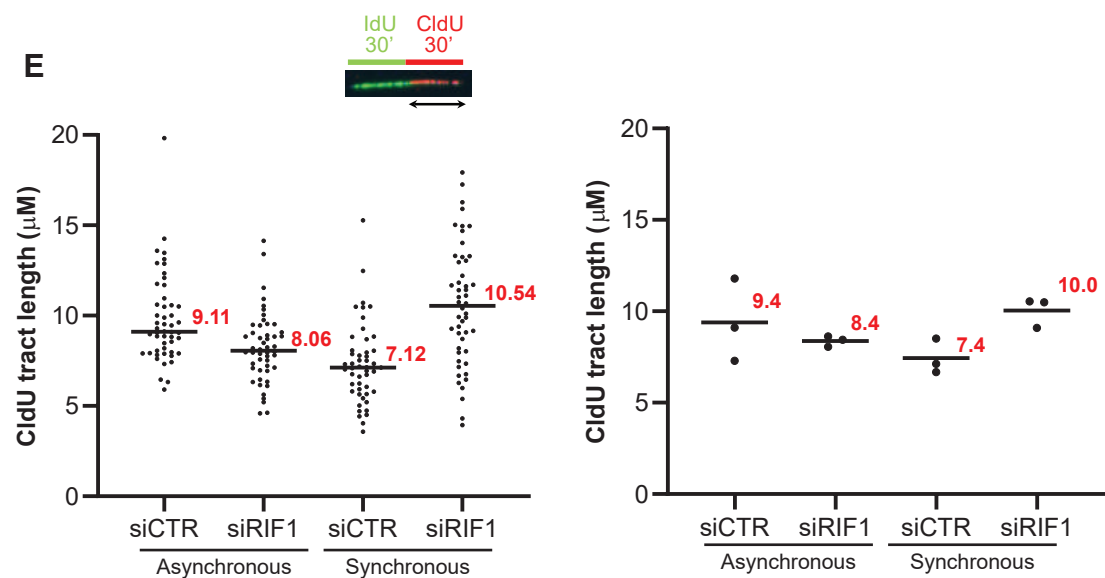 E
IdU CldU
30' 30'
CldU tract length (μM)
20
15
10
5
0
9.11
8.06
7.12
10.54
siCTR siRIF1 siCTR siRIF1
Asynchronous Synchronous
CldU tract length (μM)
20
15
10
5
0
9.4
8.4
7.4
10.0
siCTR siRIF1 siCTR siRIF1
Asynchronous Synchronous